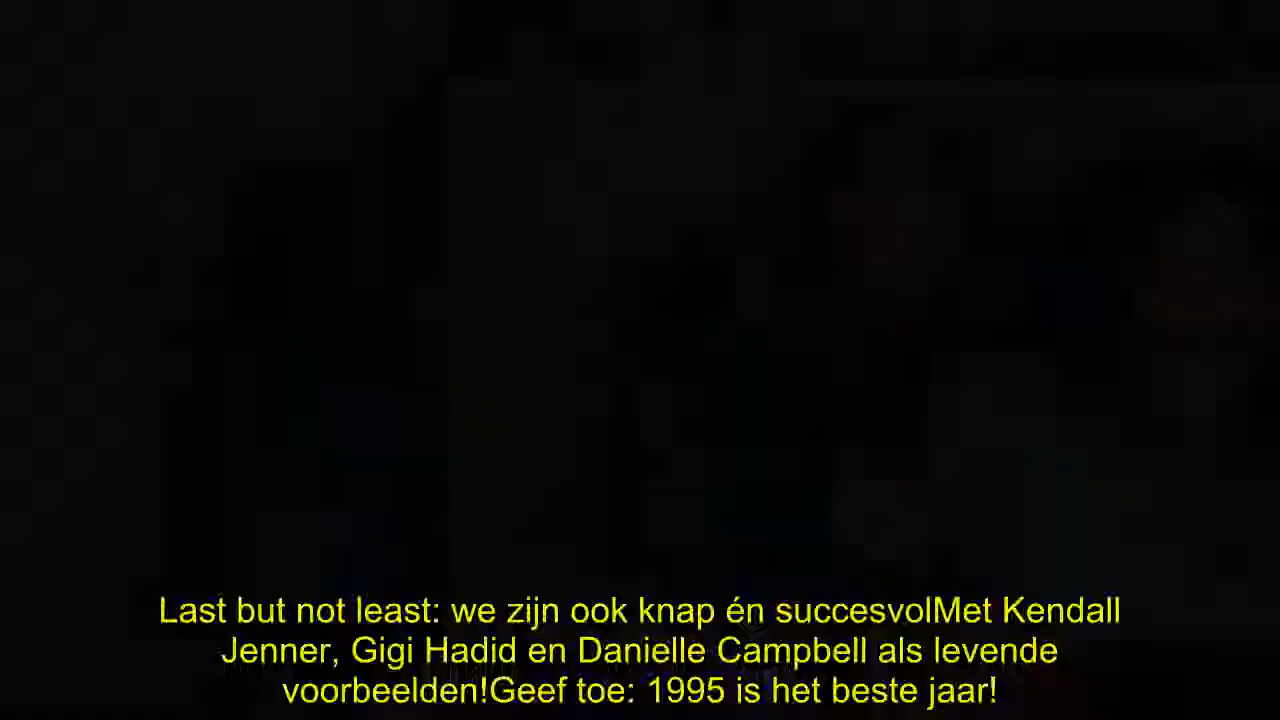 Last but not least: we zijn ook knap én succesvolMet Kendall
Jenner, Gigi Hadid en Danielle Campbell als levende
voorbeelden!Geef toe: 1995 is het beste jaar!